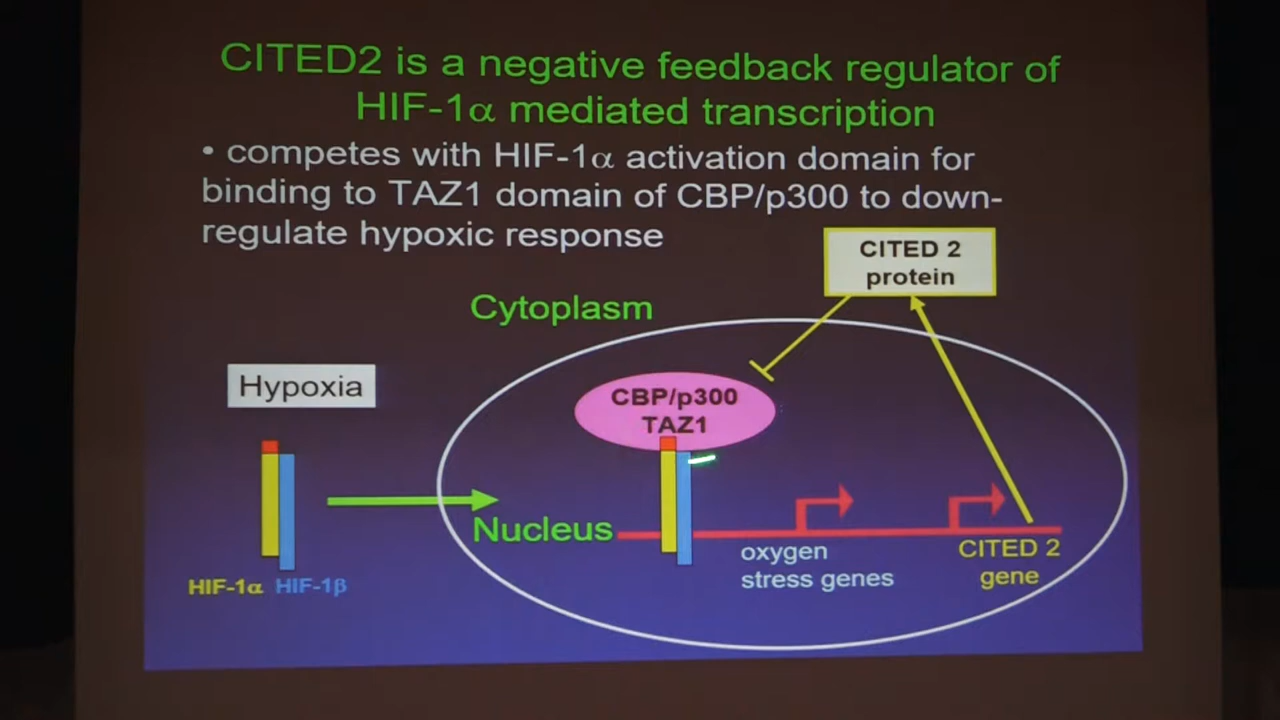 CITED2 is a negative feedback regulator of
HIF-1α mediated transcription
• competes with HIF-1α activation domain for
binding to TAZ1 domain of CBP/p300 to down-
regulate hypoxic response
CITED 2
protein
Cytoplasm
Hypoxia
CBP/p300
TAZ1
Nucleus
oxygen
stress genes
CITED 2
gene
HIF-1α HIF-1β